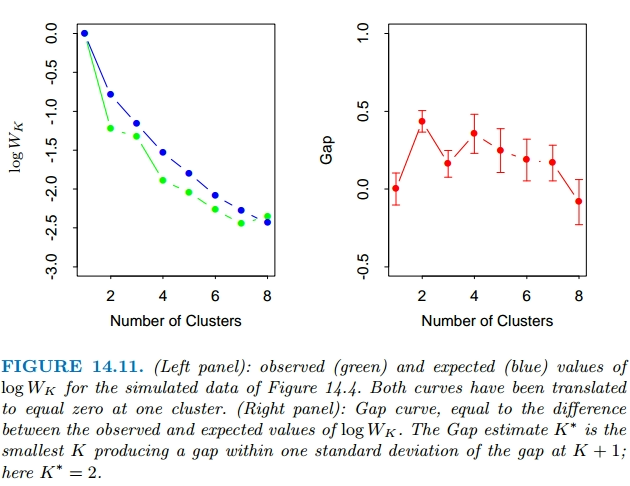 0.0
-0.5
-1.0
-1.5
-2.0
-2.5
-3.0
log W_K
2 4 6 8
Number of Clusters
1.0
0.5
0.0
-0.5
Gap
2 4 6 8
Number of Clusters
FIGURE 14.11. (Left panel): observed (green) and expected (blue) values of
log W_K for the simulated data of Figure 14.4. Both curves have been translated
to equal zero at one cluster. (Right panel): Gap curve, equal to the difference
between the observed and expected values of log W_K. The Gap estimate K* is the
smallest K producing a gap within one standard deviation of the gap at K + 1;
here K* = 2.